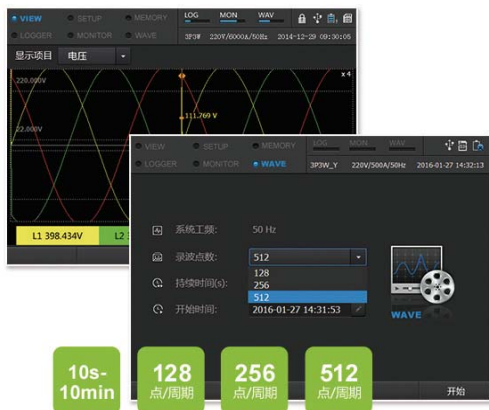 VIEW SETUP MEMORY LOG MON WAV
LOGGER MONITOR WAVE 3P3W 220V/6000A/50Hz 2014-12-29 09:30:05
显示项目 电压
x 4
220.000V
111.769 V
22.000V
L1 398.434V L2
VIEW SETUP MEMORY LOG MON WAV
LOGGER MONITOR WAVE 3P3W_Y 220V/500A/50Hz 2016-01-27 14:32:13
系统工频: 50 Hz
录波点数: 512
128
256
512
持续时间(s):
开始时间: 2016-01-27 14:31:53
WAVE
开始
10s-
10min
128
点/周期
256
点/周期
512
点/周期